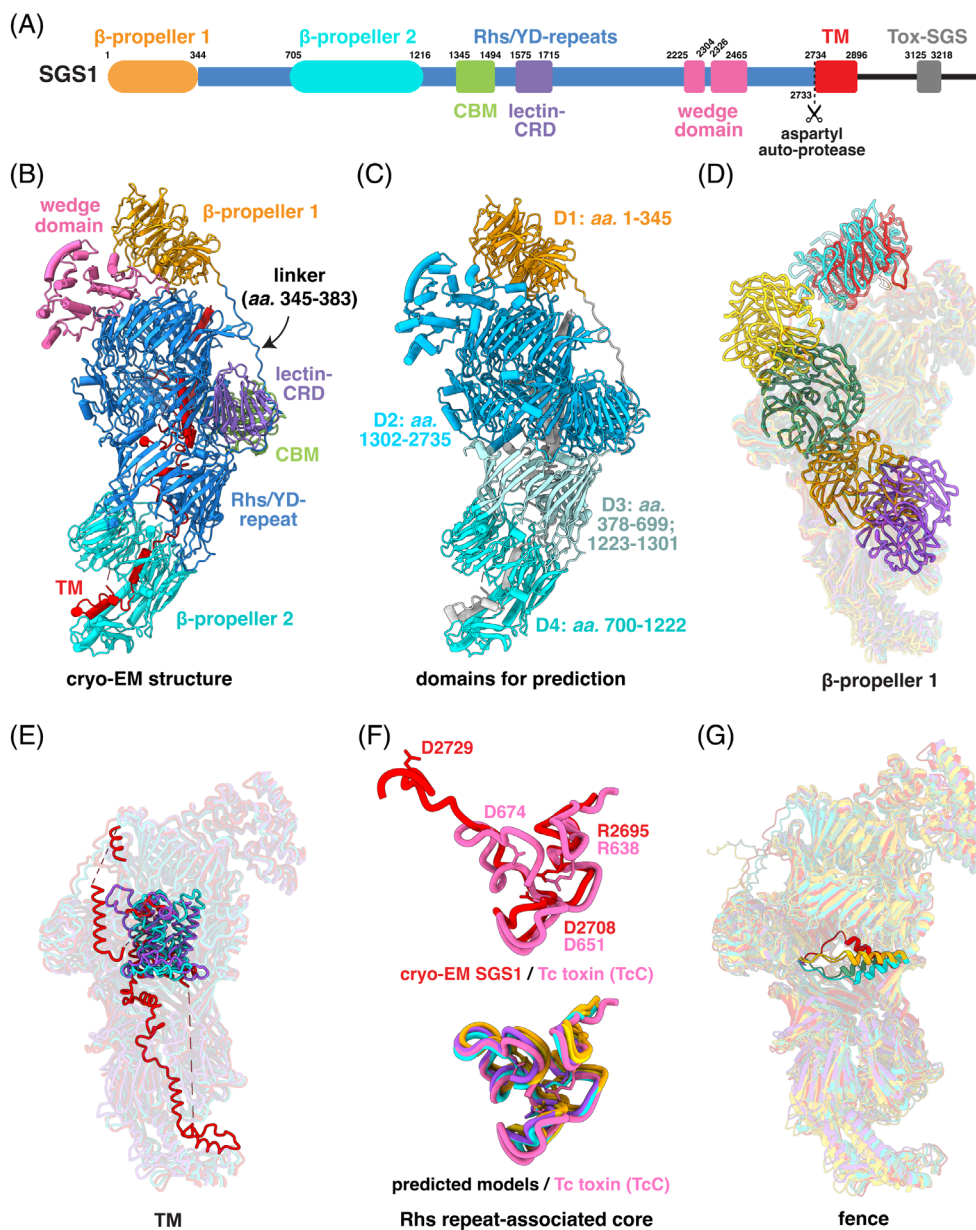 (A)
β-propeller 1
β-propeller 2
Rhs/YD-repeats
TM
Tox-SGS
1
344
705
1216
1345
1494
1575
1715
2225
2304
2326
2465
2734
2896
3125
3218
SGS1
2733
CBM
lectin-
CRD
wedge
domain
aspartyl
auto-protease
(B)
wedge
domain
β-propeller 1
linker
(aa. 345-383)
lectin-
CRD
CBM
Rhs/YD-
repeat
TM
β-propeller 2
cryo-EM structure
(C)
D1: aa. 1-345
D2: aa.
1302-2735
D3: aa.
378-699;
1223-1301
D4: aa. 700-1222
domains for prediction
(D)
β-propeller 1
(E)
TM
(F)
D2729
D674
R2695
R638
D2708
D651
cryo-EM SGS1 / Tc toxin (TcC)
predicted models / Tc toxin (TcC)
Rhs repeat-associated core
(G)
fence